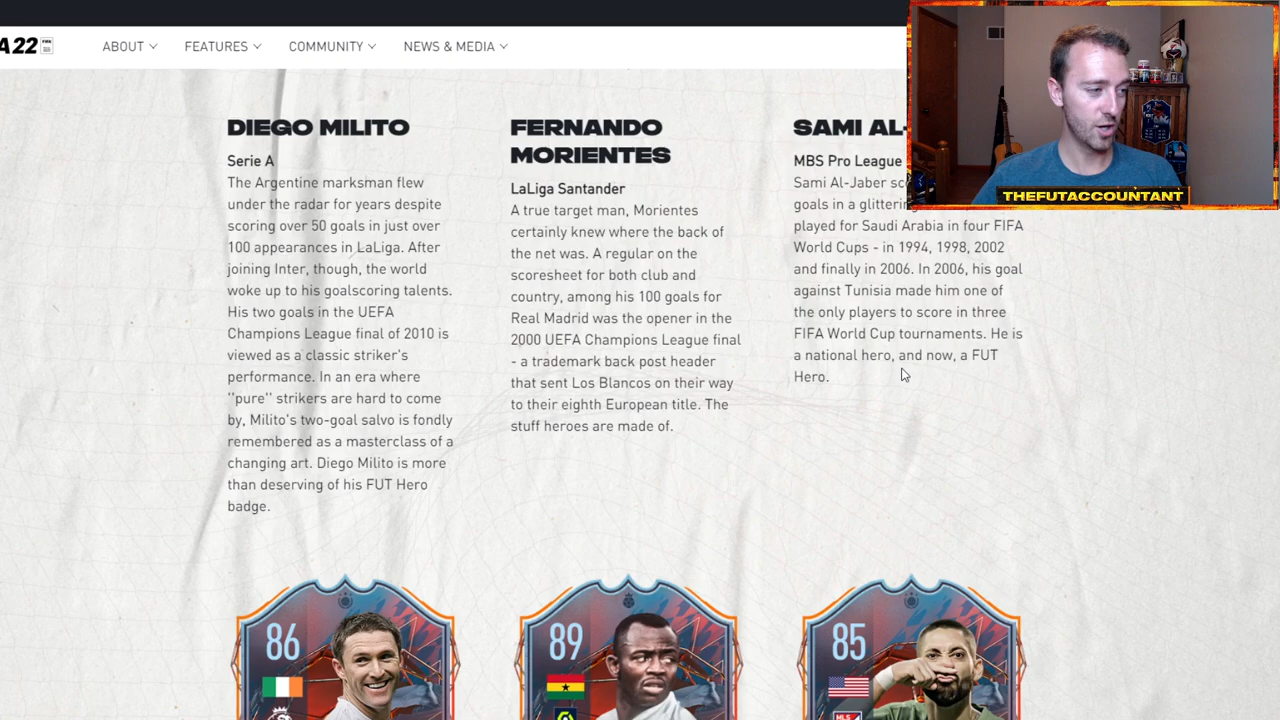 A 22
ABOUT
FEATURES
COMMUNITY
NEWS & MEDIA
DIEGO MILITO
Serie A
The Argentine marksman flew
under the radar despite
scoring over 50 goals in just over
100 appearances in LaLiga. After
joining Inter, though, the world
woke up to his goalscoring talents.
His two goals in the UEFA
Champions League final of 2010 is
viewed as a classic striker's
performance. In an era where
''pure'' strikers are hard to come
by, Milito's two-goal salvo is fondly
remembered as a masterclass of a
changing art. Diego Milito is more
than deserving of his FUT Hero
badge.
FERNANDO
MORIENTES
LaLiga Santander
A true target man, Morientes
certainly knew where the back of
the net was. A regular on the
scoresheet for both club and
country, among his 100 goals for
Real Madrid was the opener in the
2000 UEFA Champions League final
- a trademark back post header
that sent Los Blancos on their way
to their eighth European title. The
stuff heroes are made of.
SAMI AL-
MBS Pro League
Sami Al-Jaber
goals in a glittering
played for Saudi Arabia in four FIFA
World Cups - in 1994, 1998, 2002
and finally in 2006. In 2006, his goal
against Tunisia made him one of
the only players to score in three
FIFA World Cup tournaments. He is
a national hero, and now, a FUT
Hero.
THEFUTACCOUNTANT
86
89
85
MLS